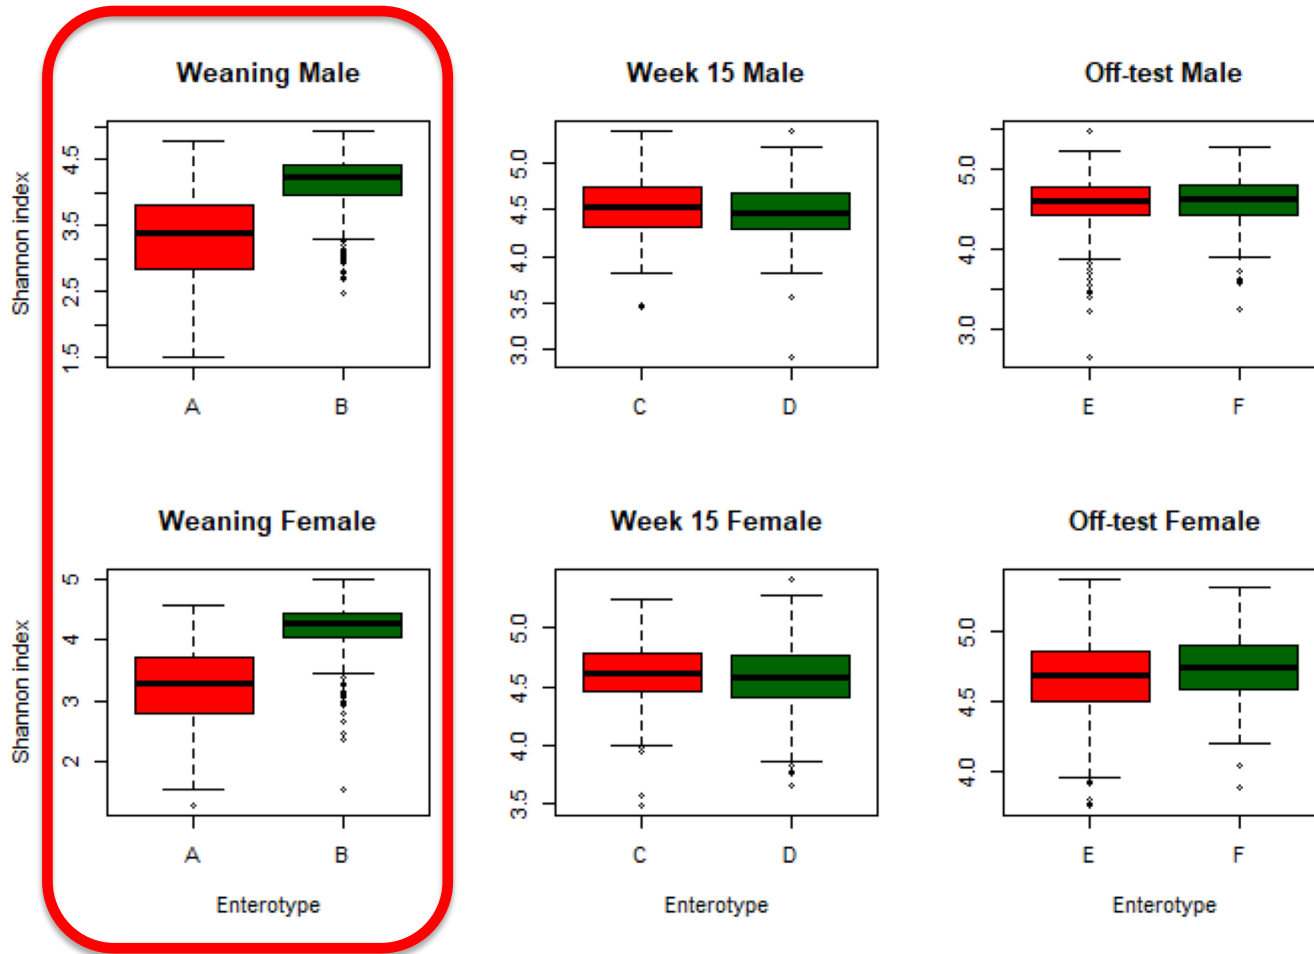 Weaning Male
Shannon index
4.5
3.5
2.5
1.5
A B
Week 15 Male
5.0
4.5
4.0
3.5
3.0
C D
Off-test Male
5.0
4.0
3.0
E F
Weaning Female
Shannon index
5
4
3
2
A B
Enterotype
Week 15 Female
5.0
4.5
4.0
3.5
C D
Enterotype
Off-test Female
5.0
4.5
4.0
E F
Enterotype